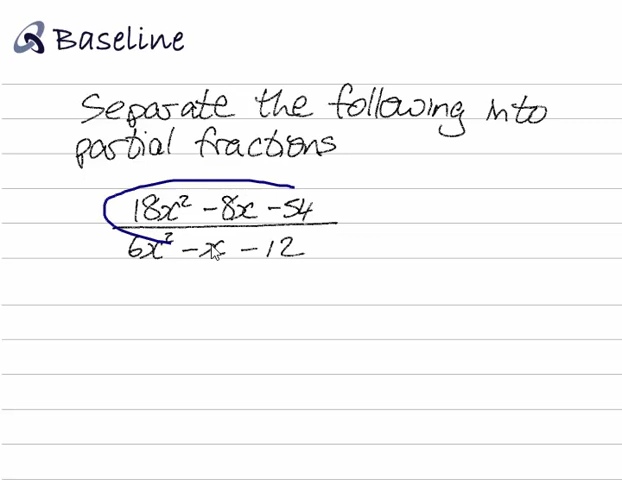 Baseline
Separate the following into
partial fractions
18x² - 8x - 54
6x² - x - 12